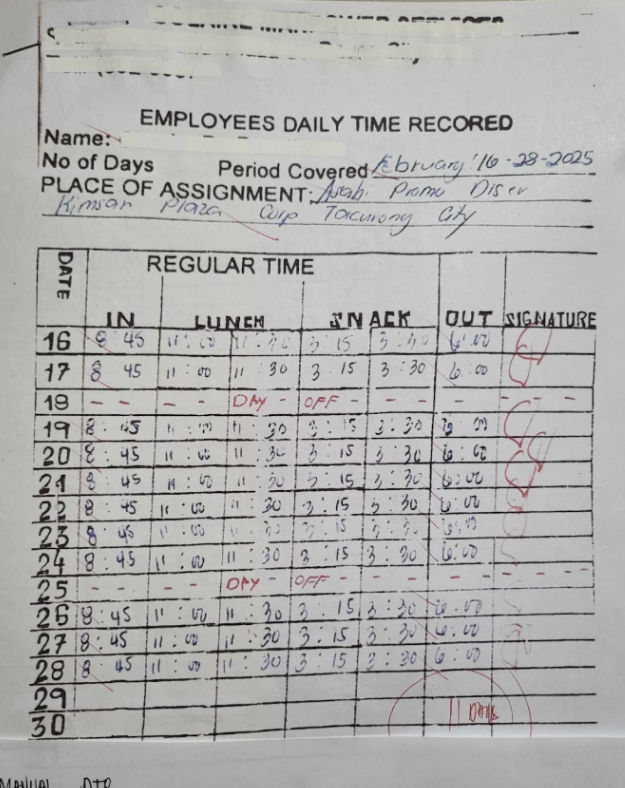 EMPLOYEES DAILY TIME RECORED
Name:
No of Days Period Covered February 16-28-2025
PLACE OF ASSIGNMENT: Asahi Promo Diser
Kimsan Plaza Corp Tacurong City
DATE REGULAR TIME
IN LUNCH SNACK OUT SIGNATURE
16 8:45 11:00 11:30 3:15 3:30 6:00
17 8 45 11:00 11:30 3:15 3:30 6:00
18 - - - - DAY - OFF - - - - - - -
19 8:45 11:00 11:30 3:15 3:30 6:00
20 8:45 11:00 11:30 3:15 3:30 6:00
21 8:45 11:00 11:30 3:15 3:30 6:00
22 8:45 11:00 11:30 3:15 3:30 6:00
23 8:45 11:00 11:30 3:15 3:30 6:00
24 8:45 11:00 11:30 3:15 3:30 6:00
25 - - - - DAY - OFF - - - - - - -
26 8:45 11:00 11:30 3:15 3:30 6:00
27 8:45 11:00 11:30 3:15 3:30 6:00
28 8:45 11:00 11:30 3:15 3:30 6:00
29
30 11 Days
MANUAL DTR